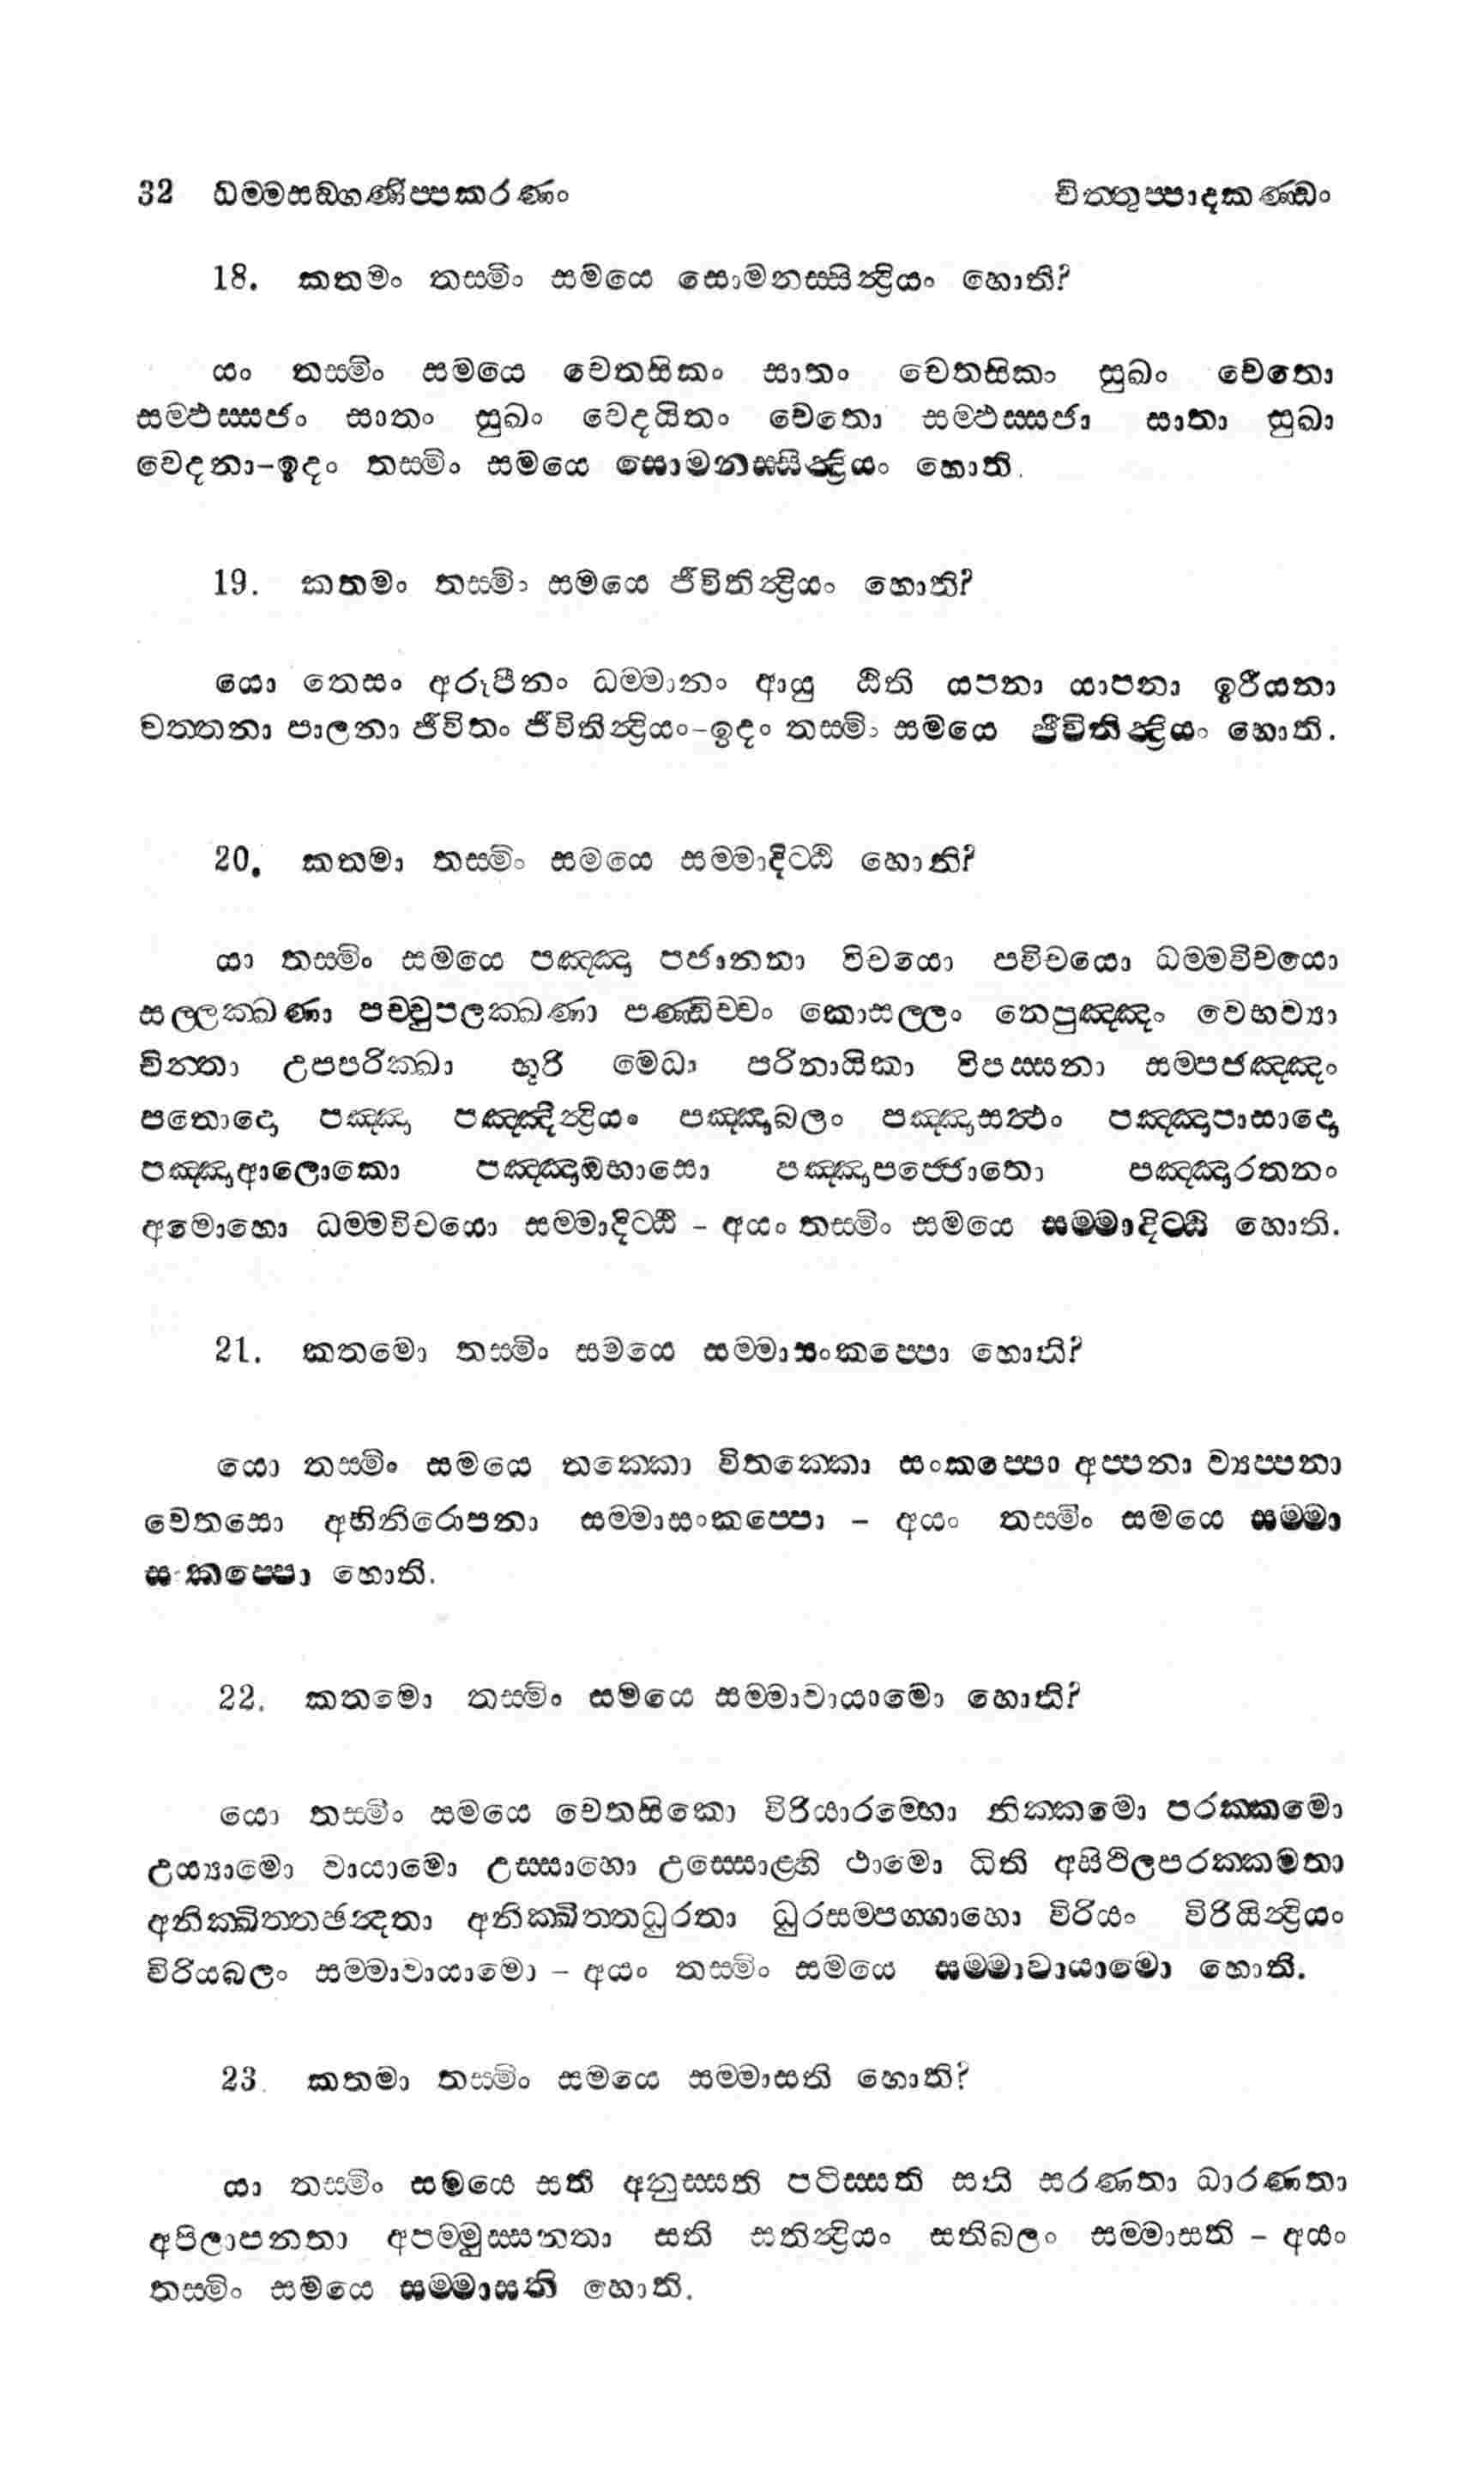 32 ධම්මසඞ්ගණිප්පකරණං චිත්තුප්පාදකණ්ඩං
18. කතමං තස්මිං සමයෙ සොමනස්සින්ද්‍රියං හොති?
යං තස්මිං සමයෙ චෙතසිකං සාතං චෙතසිකං සුඛං චෙතො
සම්ඵස්සජං සාතං සුඛං වෙදයිතං චෙතො සම්ඵස්සජා සාතා සුඛා
වෙදනා-ඉදං තස්මිං සමයෙ සොමනස්සින්ද්‍රියං හොති.
19. කතමං තස්මිං සමයෙ ජීවිතින්ද්‍රියං හොති?
යො තෙසං අරූපීනං ධම්මානං ආයු ඨිති යපනා යාපනා ඉරීයනා
වත්තනා පාලනා ජීවිතං ජීවිතින්ද්‍රියං-ඉදං තස්මිං සමයෙ ජීවිතින්ද්‍රියං හොති.
20. කතමා තස්මිං සමයෙ සම්මාදිට්ඨි හොති?
යා තස්මිං සමයෙ පඤ්ඤා පජානනා විචයො පවිචයො ධම්මවිචයො
සල්ලක්ඛණා උපලක්ඛණා පච්චුපලක්ඛණා පණ්ඩිච්චං කොසල්ලං නෙපුඤ්ඤං වෙභව්‍යා
චින්තා උපපරික්ඛා භූරි මෙධා පරිනායිකා විපස්සනා සම්පජඤ්ඤං
පතොදො පඤ්ඤා පඤ්ඤින්ද්‍රියං පඤ්ඤාබලං පඤ්ඤාසත්ථං පඤ්ඤාපාසාදො
පඤ්ඤාආලොකො පඤ්ඤාඔභාසො පඤ්ඤාපජ්ජොතො පඤ්ඤාරතනං
අමොහො ධම්මවිචයො සම්මාදිට්ඨි - අයං තස්මිං සමයෙ සම්මාදිට්ඨි හොති.
21. කතමො තස්මිං සමයෙ සම්මාසංකප්පො හොති?
යො තස්මිං සමයෙ තක්කො විතක්කො සංකප්පො අප්පනා ව්‍යප්පනා
චෙතසො අභිනිරොපනා සම්මාසංකප්පො - අයං තස්මිං සමයෙ සම්මා
සංකප්පො හොති.
22. කතමො තස්මිං සමයෙ සම්මාවායාමො හොති?
යො තස්මිං සමයෙ චෙතසිකො විරියාරම්භො නික්කමො පරක්කමො
උය්‍යාමො වායාමො උස්සාහො උස්සොළ්හි ථාමො ඨිති අසිථිලපරක්කමතා
අනික්ඛිත්තඡන්දතා අනික්ඛිත්තධුරතා ධුරසම්පග්ගාහො විරියං විරියින්ද්‍රියං
විරියබලං සම්මාවායාමො - අයං තස්මිං සමයෙ සම්මාවායාමො හොති.
23. කතමා තස්මිං සමයෙ සම්මාසති හොති?
යා තස්මිං සමයෙ සති අනුස්සති පටිස්සති සති සරණතා ධාරණතා
අපිලාපනතා අපම්මුස්සනතා සති සතින්ද්‍රියං සතිබලං සම්මාසති - අයං
තස්මිං සමයෙ සම්මාසති හොති.